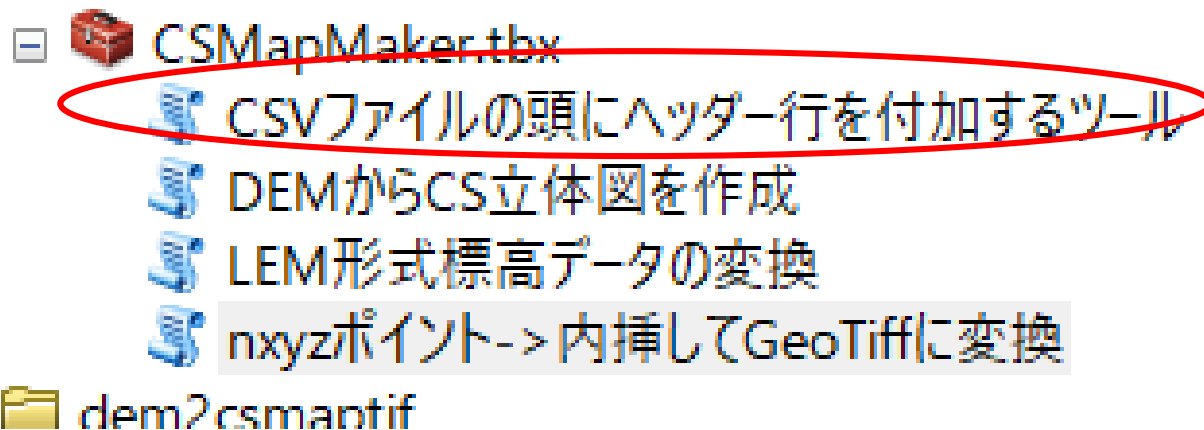 CSMapMaker.tbx
CSVファイルの頭にヘッダー行を付加するツール
DEMからCS立体図を作成
LEM形式標高データの変換
nxyzポイント->内挿してGeoTiffに変換
dem2csmaptif